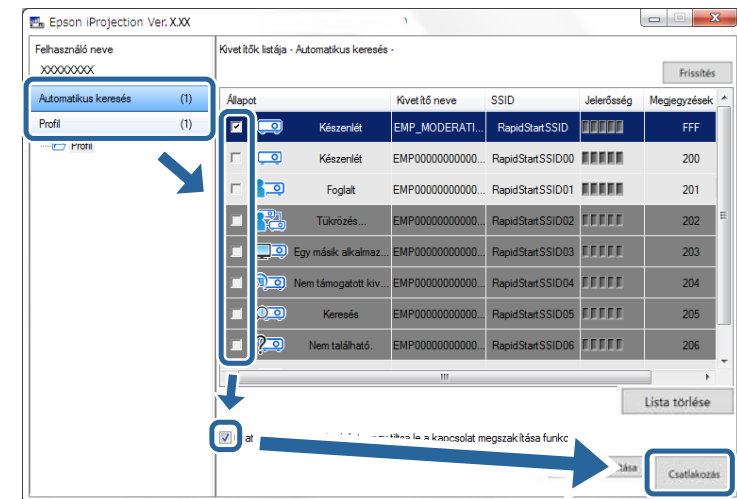 Epson iProjection Ver. X.XX
Felhasználó neve
XXXXXXXX
Automatikus keresés (1)
Profil (1)
Profil
Kivetítők listája - Automatikus keresés -
Frissítés
Állapot Kivetítő neve SSID Jelerősség Megjegyzések
Készenlét EMP_MODERATI... RapidStartSSID FFF
Készenlét EMP00000000000... RapidStartSSID00 200
Foglalt EMP00000000000... RapidStartSSID01 201
Tükrözés... EMP00000000000... RapidStartSSID02 202
Egy másik alkalmaz... EMP00000000000... RapidStartSSID03 203
Nem támogatott kiv... EMP00000000000... RapidStartSSID04 204
Keresés EMP00000000000... RapidStartSSID05 205
Nem található. EMP00000000000... RapidStartSSID06 206
Lista törlése
le a kapcsolat megszakítása
Csatlakozás